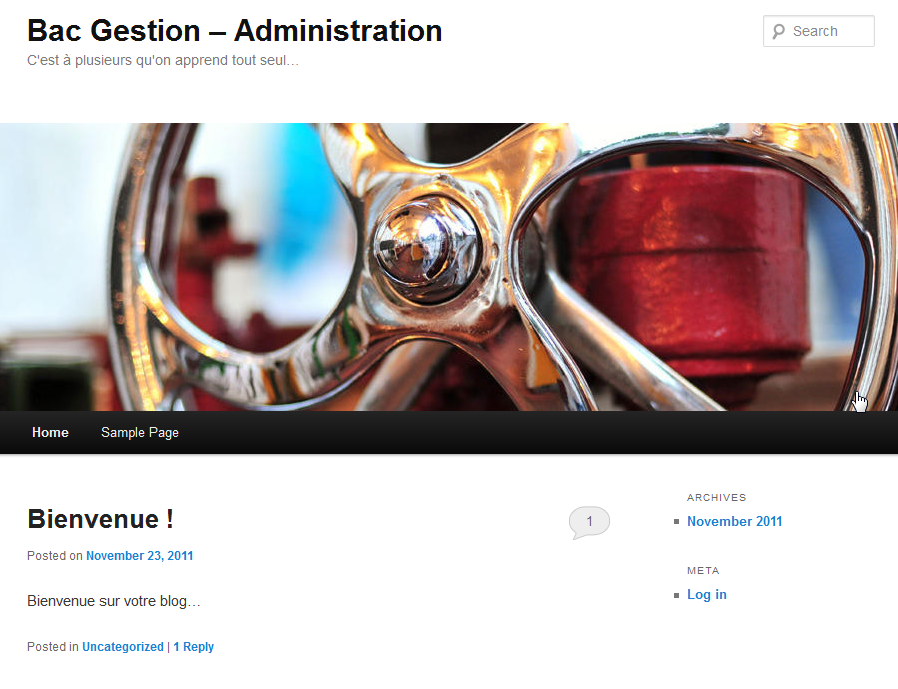 Bac Gestion – Administration
C'est à plusieurs qu'on apprend tout seul…
Search
Home
Sample Page
Bienvenue !
1
Posted on November 23, 2011
Bienvenue sur votre blog…
Posted in Uncategorized | 1 Reply
ARCHIVES
November 2011
META
Log in